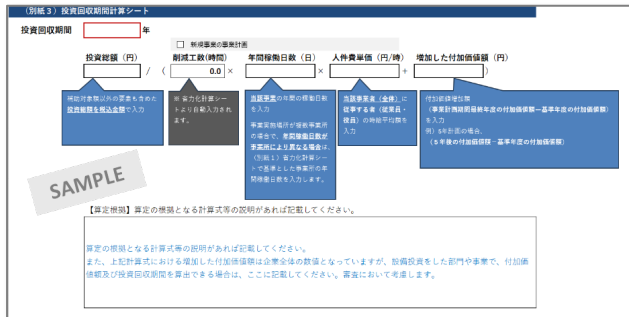 （別紙３）投資回収期間計算シート
投資回収期間 年
□ 新規事業の事業計画
投資総額（円） 削減工数(時間) 年間稼働日数（日） 人件費単価（円/時） 増加した付加価値額（円）
/ ( 0.0 × × + )
補助対象額以外の要素も含めた
投資総額を税込金額で入力
※ 省力化計算シー
トより自動入力され
ます。
当該事業の年間の稼働日数
を入力
事業実施場所が複数事業所
の場合で、年間稼働日数が
事業所により異なる場合は、
（別紙１）省力化計算シー
トで基準とした事業所の年
間稼働日数を入力します。
当該事業者（全体）に
従事する者（従業員・
役員）の時給平均額を
入力
付加価値額増加額
（事業計画期間最終年度の付加価値額－基準年度の付加価値額）
を入力
例）5年計画の場合、
（５年後の付加価値額－基準年度の付加価値額）
SAMPLE
【算定根拠】算定の根拠となる計算式等の説明があれば記載してください。
算定の根拠となる計算式等の説明があれば記載してください。
また、上記計算式における増加した付加価値額は企業全体の数値となっていますが、設備投資をした部門や事業で、付加価
値額及び投資回収期間を算出できる場合は、ここに記載してください。審査において考慮します。